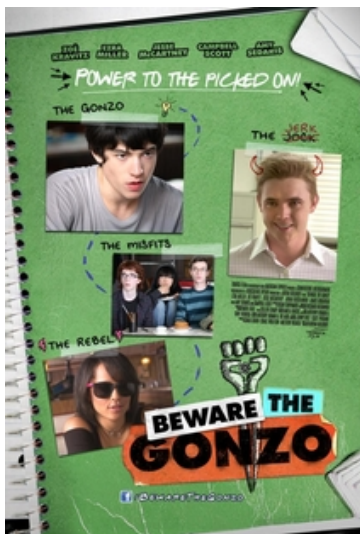 ZOË KRAVITZ EZRA MILLER JESSE McCARTNEY CAMPBELL SCOTT AMY SEDARIS
POWER TO THE PICKED ON!
THE GONZO
THE JERK
JOCK
THE MISFITS
THE REBEL
BEWARE THE
GONZO
f /BEWARETHEGONZO